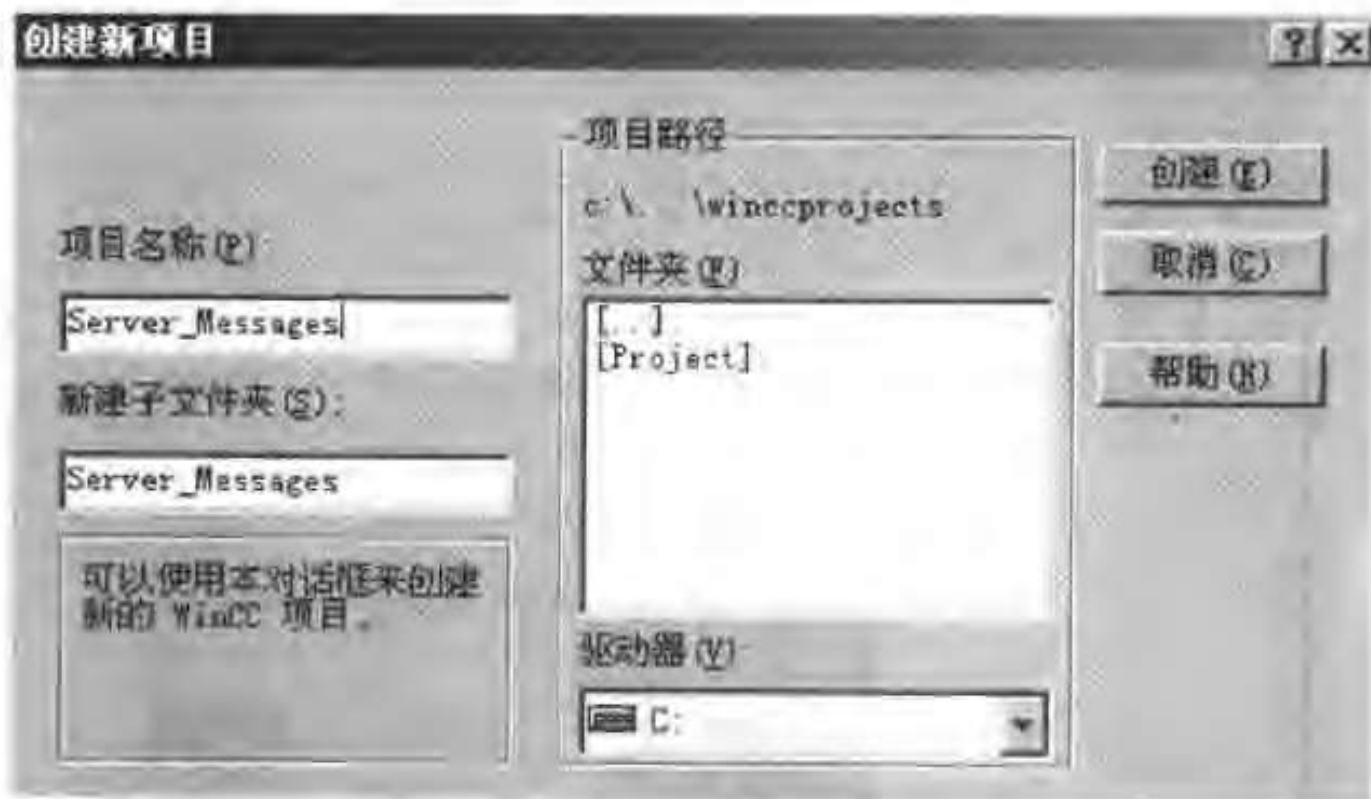 创建新项目
项目名称(P):
Server_Messages
新建子文件夹(S):
Server_Messages
可以使用本对话框来创建
新的 WinCC 项目。
项目路径
c:\. \winccprojects
文件夹(F)
[..]
[Project]
驱动器(V)
C:
创建(E)
取消(C)
帮助(H)